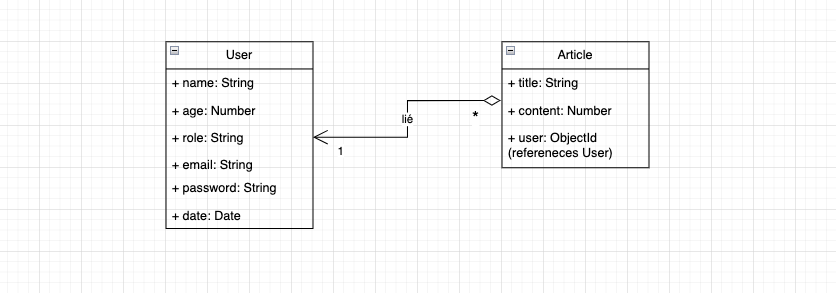 User
+ name: String
+ age: Number
+ role: String
+ email: String
+ password: String
+ date: Date
lié
1
*
Article
+ title: String
+ content: Number
+ user: ObjectId
(refereneces User)